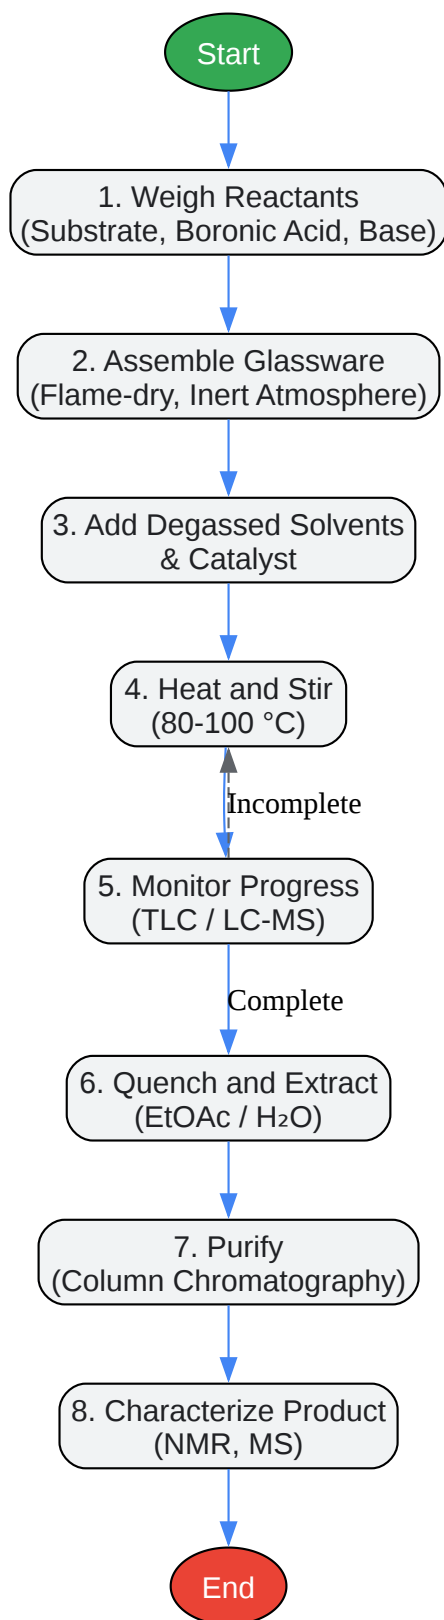 Start
1. Weigh Reactants
(Substrate, Boronic Acid, Base)
2. Assemble Glassware
(Flame-dry, Inert Atmosphere)
3. Add Degassed Solvents
& Catalyst
4. Heat and Stir
(80-100 °C)
Incomplete
5. Monitor Progress
(TLC / LC-MS)
Complete
6. Quench and Extract
(EtOAc / H₂O)
7. Purify
(Column Chromatography)
8. Characterize Product
(NMR, MS)
End